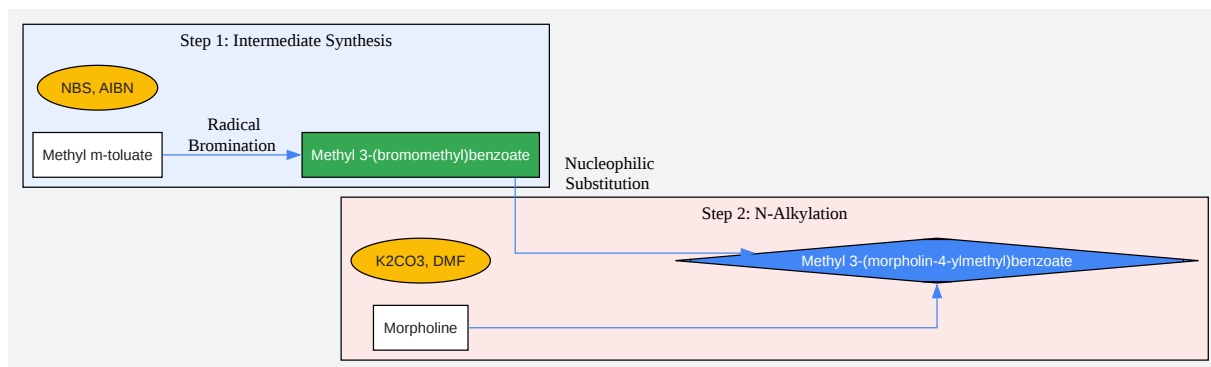 Step 1: Intermediate Synthesis
NBS, AIBN
Radical
Bromination
Methyl m-toluate
Methyl 3-(bromomethyl)benzoate
Nucleophilic
Substitution
Step 2: N-Alkylation
K2CO3, DMF
Methyl 3-(morpholin-4-ylmethyl)benzoate
Morpholine